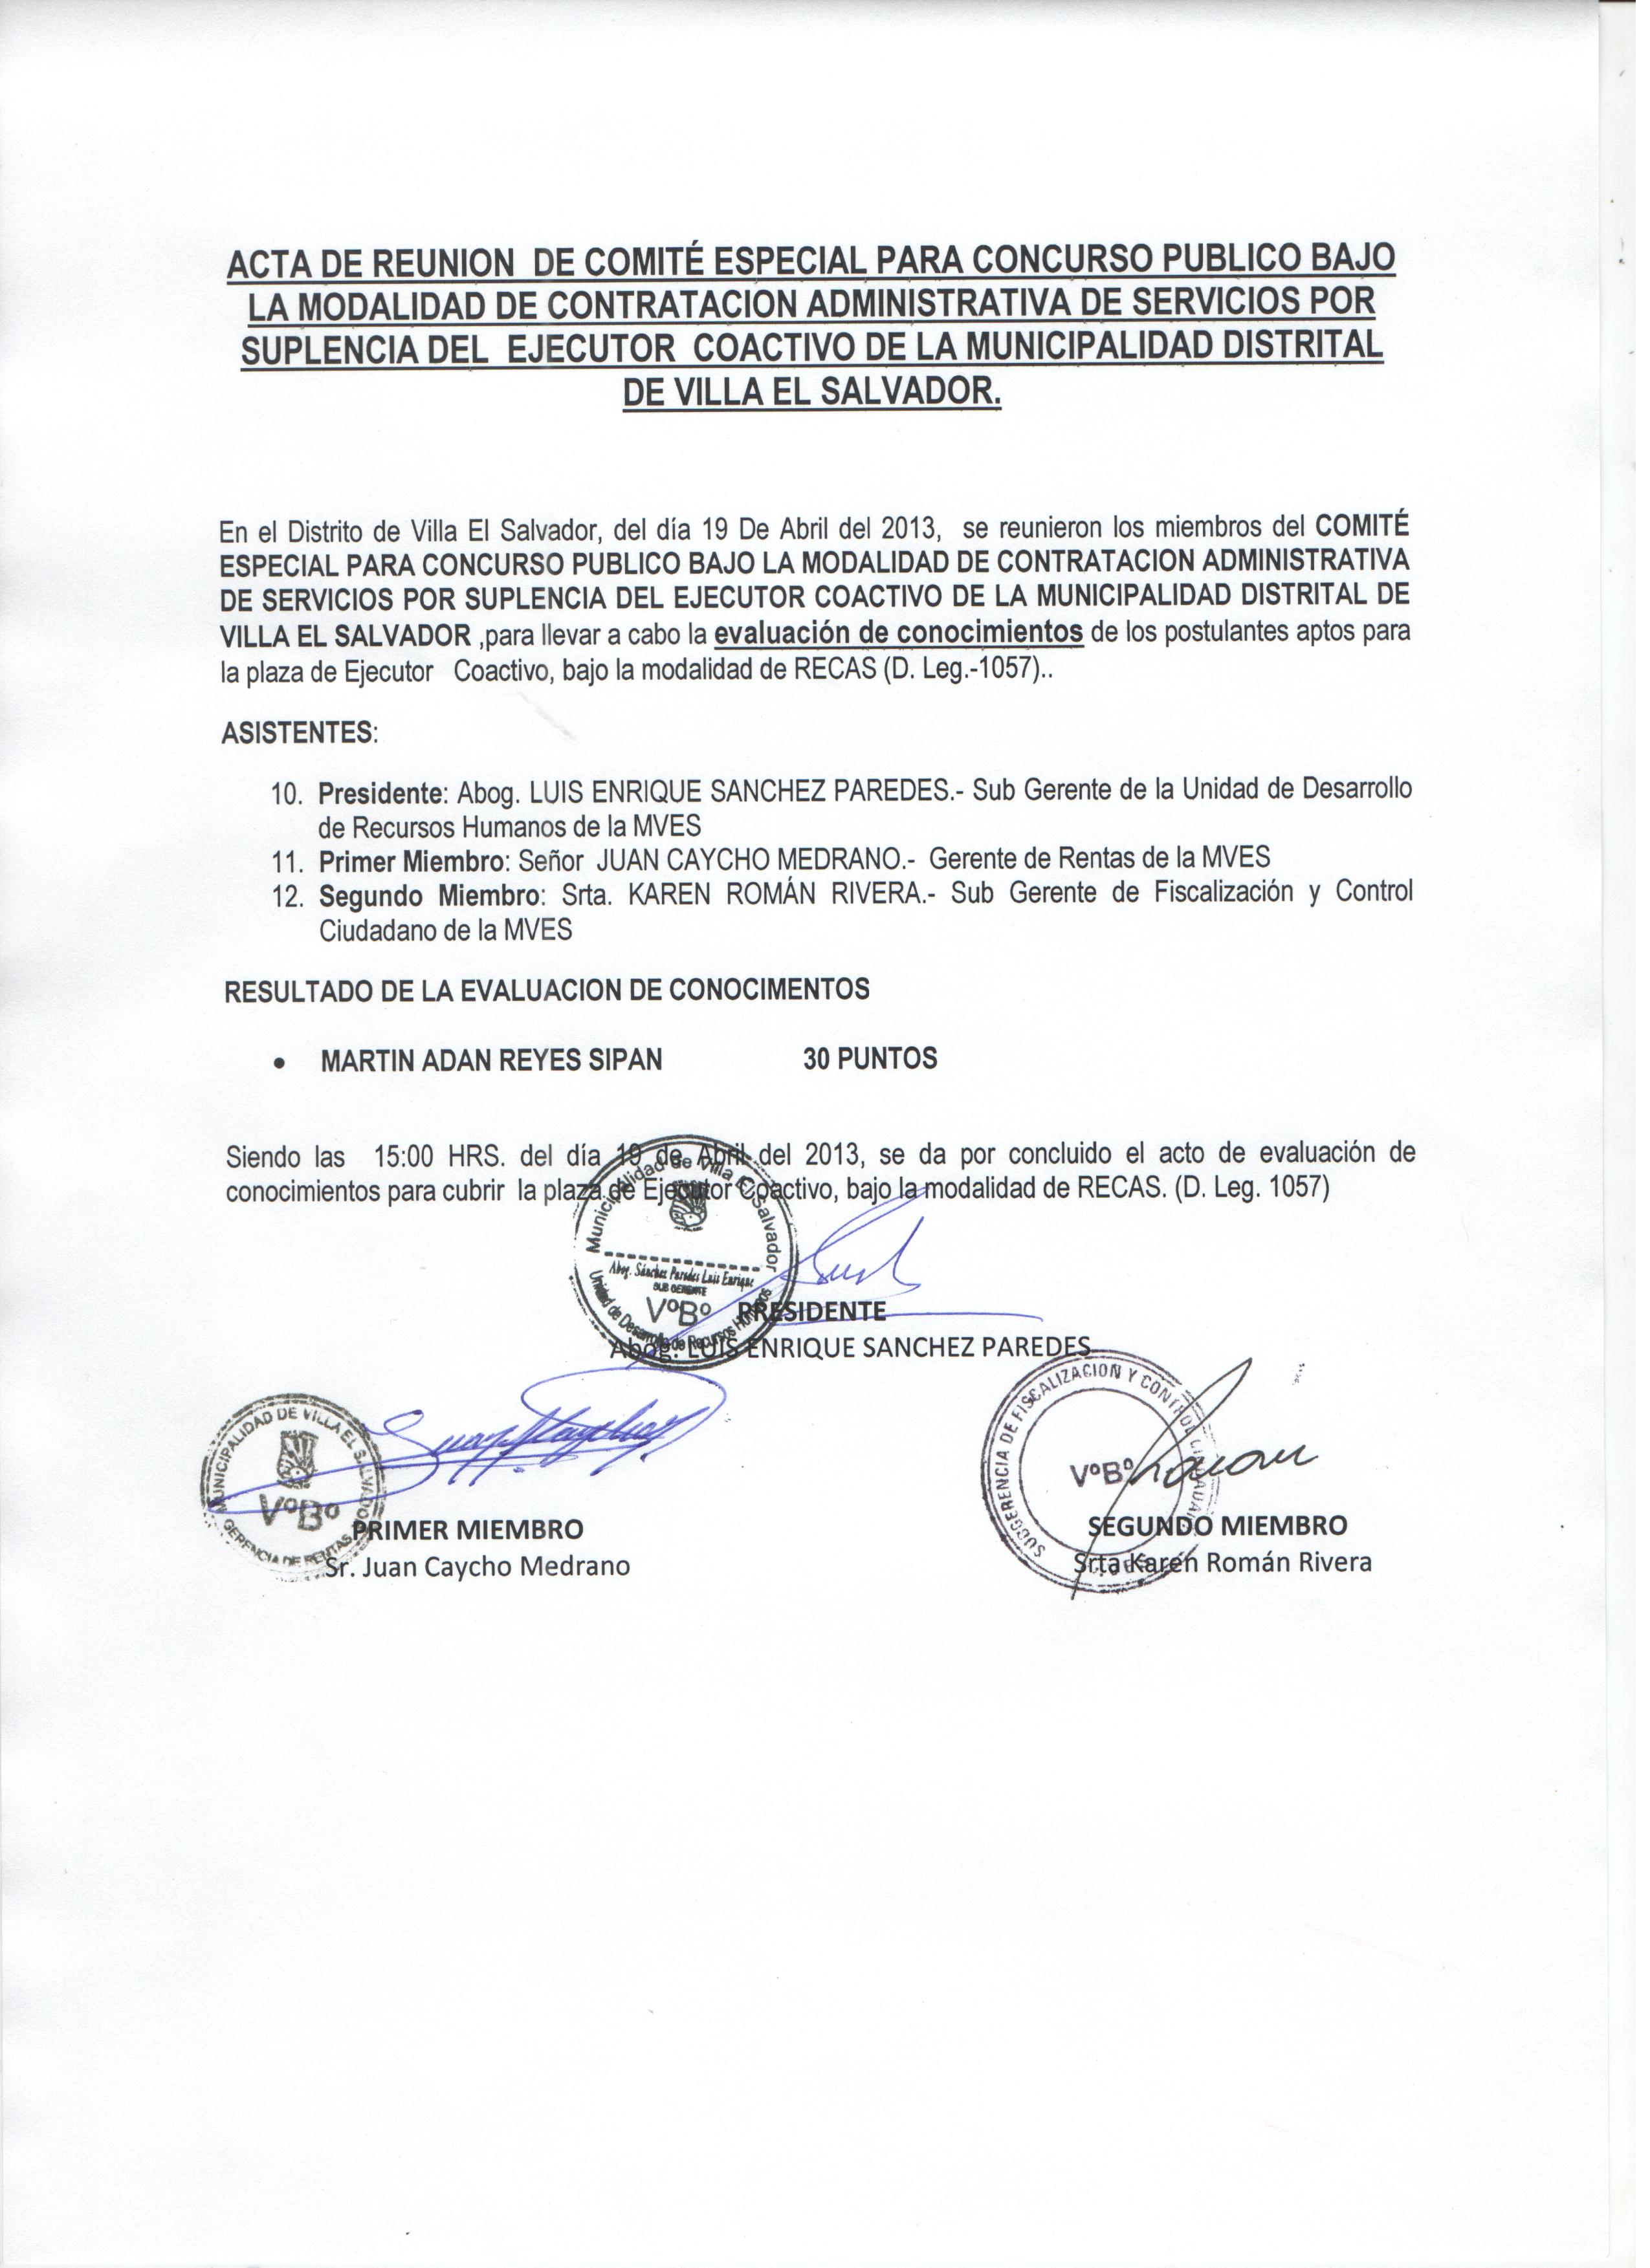 ACTA DE REUNION DE COMITÉ ESPECIAL PARA CONCURSO PUBLICO BAJO
LA MODALIDAD DE CONTRATACION ADMINISTRATIVA DE SERVICIOS POR
SUPLENCIA DEL EJECUTOR COACTIVO DE LA MUNICIPALIDAD DISTRITAL
DE VILLA EL SALVADOR.
En el Distrito de Villa El Salvador, del día 19 De Abril del 2013, se reunieron los miembros del COMITÉ
ESPECIAL PARA CONCURSO PUBLICO BAJO LA MODALIDAD DE CONTRATACION ADMINISTRATIVA
DE SERVICIOS POR SUPLENCIA DEL EJECUTOR COACTIVO DE LA MUNICIPALIDAD DISTRITAL DE
VILLA EL SALVADOR ,para llevar a cabo la evaluación de conocimientos de los postulantes aptos para
la plaza de Ejecutor Coactivo, bajo la modalidad de RECAS (D. Leg.-1057)..
ASISTENTES:
10. Presidente: Abog. LUIS ENRIQUE SANCHEZ PAREDES.- Sub Gerente de la Unidad de Desarrollo
de Recursos Humanos de la MVES
11. Primer Miembro: Señor JUAN CAYCHO MEDRANO.- Gerente de Rentas de la MVES
12. Segundo Miembro: Srta. KAREN ROMÁN RIVERA.- Sub Gerente de Fiscalización y Control
Ciudadano de la MVES
RESULTADO DE LA EVALUACION DE CONOCIMENTOS
• MARTIN ADAN REYES SIPAN 30 PUNTOS
Siendo las 15:00 HRS. del día 19 de Abril del 2013, se da por concluido el acto de evaluación de
conocimientos para cubrir la plaza de Ejecutor Coactivo, bajo la modalidad de RECAS. (D. Leg. 1057)
Municipalidad de Villa El Salvador
Abog. Sánchez Paredes Luis Enrique
SUB GERENTE
VºBº
Unidad de Desarrollo de Recursos Humanos
PRESIDENTE
Abog. LUIS ENRIQUE SANCHEZ PAREDES
MUNICIPALIDAD DE VILLA EL SALVADOR
VºBº
GERENCIA DE RENTAS
PRIMER MIEMBRO
Sr. Juan Caycho Medrano
SUBGERENCIA DE FISCALIZACION Y CONTROL CIUDADANO
VºBº
SEGUNDO MIEMBRO
Srta Karen Román Rivera